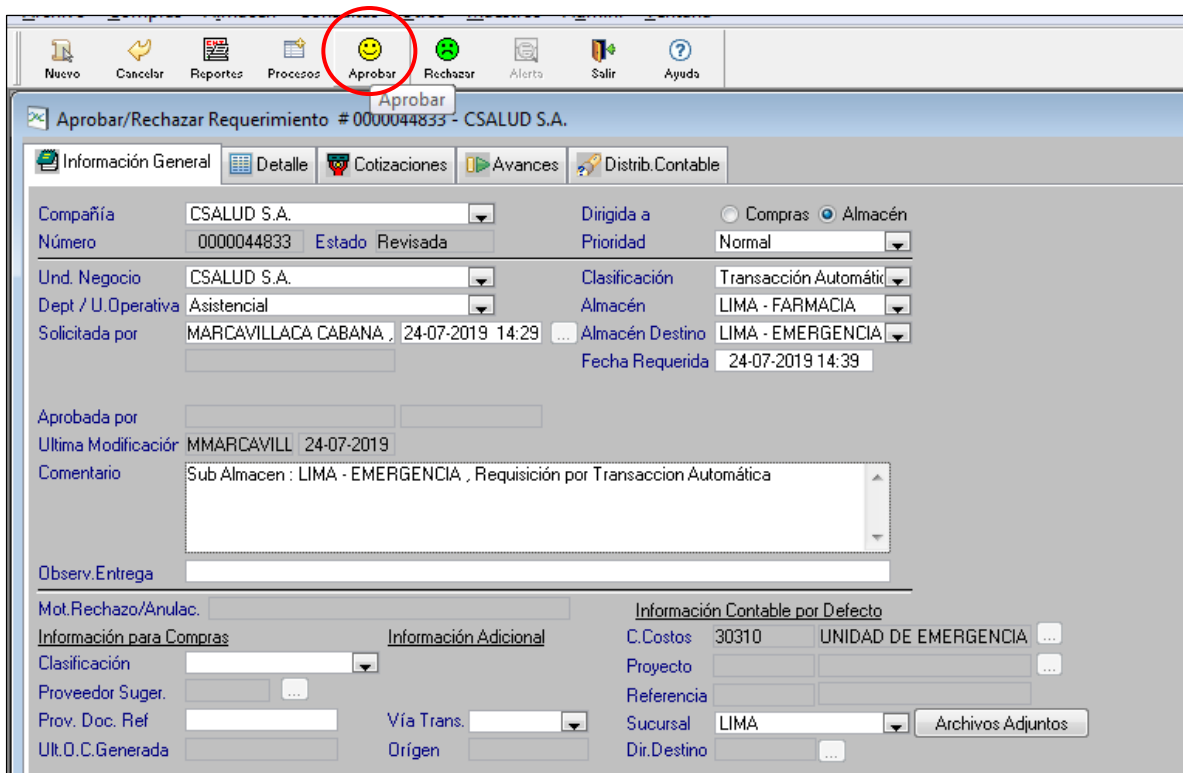 Nuevo Cancelar Reportes Procesos Aprobar Rechazar Alerta Salir Ayuda
Aprobar
Aprobar/Rechazar Requerimiento # 0000044833 - CSALUD S.A.
Información General Detalle Cotizaciones Avances Distrib.Contable
Compañía CSALUD S.A. Dirigida a Compras Almacén
Número 0000044833 Estado Revisada Prioridad Normal
Und. Negocio CSALUD S.A. Clasificación Transacción Automátic
Dept / U.Operativa Asistencial Almacén LIMA - FARMACIA
Solicitada por MARCAVILLACA CABANA , 24-07-2019 14:29 ... Almacén Destino LIMA - EMERGENCIA
Fecha Requerida 24-07-2019 14:39
Aprobada por
Ultima Modificación MMARCAVILL 24-07-2019
Comentario Sub Almacen : LIMA - EMERGENCIA , Requisición por Transaccion Automática
Observ.Entrega
Mot.Rechazo/Anulac. Información Contable por Defecto
Información para Compras Información Adicional C.Costos 30310 UNIDAD DE EMERGENCIA ...
Clasificación Proyecto ...
Proveedor Suger. ... Referencia
Prov. Doc. Ref Vía Trans. Sucursal LIMA Archivos Adjuntos
Ult.O.C.Generada Orígen Dir.Destino ...